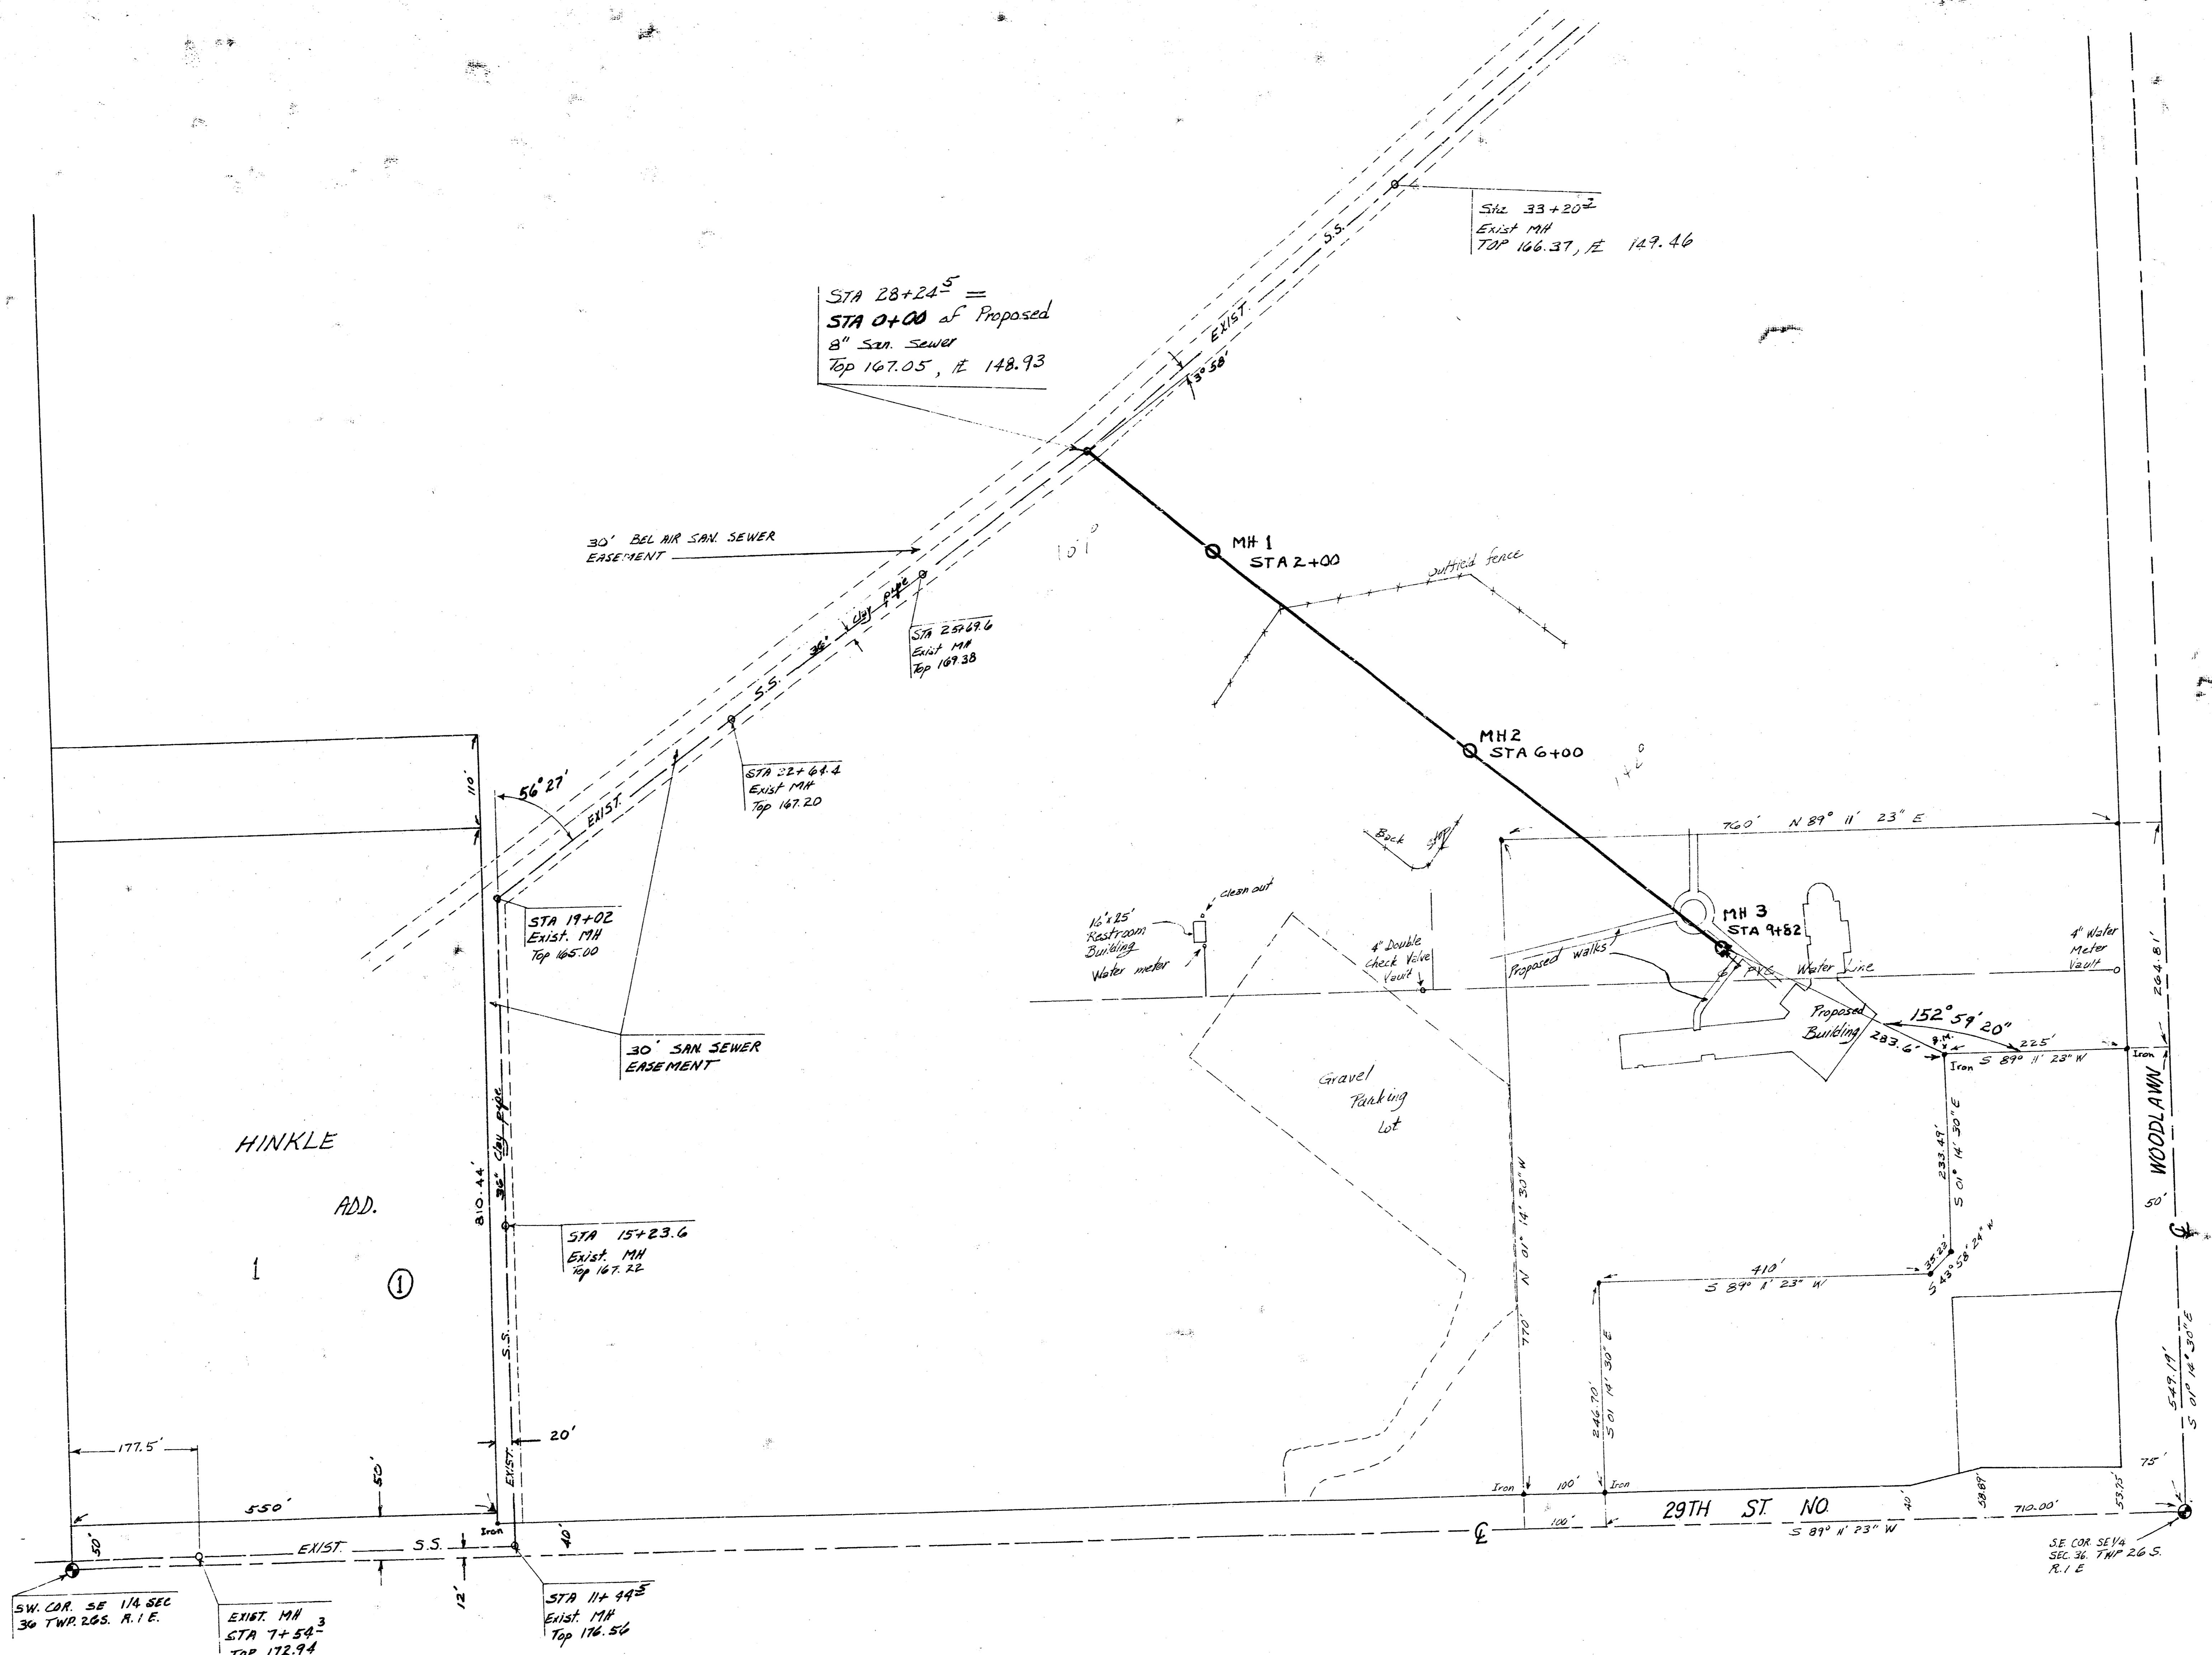 Sta 33+20²
Exist MH
TOP 166.37, FL 149.46
S.S.
EXIST.
3° 58'
STA 28+24⁵ =
STA 0+00 of Proposed
8" San. Sewer
Top 167.05, FL 148.93
30' BEL AIR SAN. SEWER
EASEMENT
MH 1
STA 2+00
outfield fence
36" Clay pipe
S.S.
STA 25+69.6
Exist MH
Top 169.38
MH2
STA 6+00
STA 22+64.4
Exist MH
Top 167.20
110'
56° 27'
EXIST.
760' N 89° 11' 23" E
Back stop
clean out
16'x25'
Restroom
Building
Water meter
4" Double
Check Valve
Vault
Proposed walks
MH 3
STA 9+82
6" PVC Water Line
4" Water
Meter
Vault
264.81'
STA 19+02
Exist. MH
Top 165.00
30' SAN. SEWER
EASEMENT
Proposed
Building
152° 59' 20"
283.6'
B.M.
225'
S 89° 11' 23" W
Iron
Iron
Gravel
Parking
Lot
WOODLAWN
50'
HINKLE
ADD.
1
1
810.44'
36" Clay pipe
STA 15+23.6
Exist. MH
Top 167.22
S.S.
EXIST.
770' N 01° 14' 30" W
233.49'
S 01° 14' 30" E
35.23'
S 43° 58' 24" W
410'
S 89° 11' 23" W
246.70'
S 01° 14' 30" E
549.19'
S 01° 14' 30" E
20'
177.5'
550'
50'
50'
Iron
40'
EXIST. S.S.
12'
Iron
100'
Iron
100'
29TH ST. NO.
S 89° 11' 23" W
40'
58.89'
710.00'
53.75'
75'
SW. COR. SE 1/4 SEC
36 TWP. 26S. R. 1 E.
EXIST. MH
STA 7+54³
TOP 172.94
STA 11+44⁵
Exist. MH
Top 176.56
S.E. COR. SE 1/4
SEC. 36. TWP 26 S.
R. 1 E